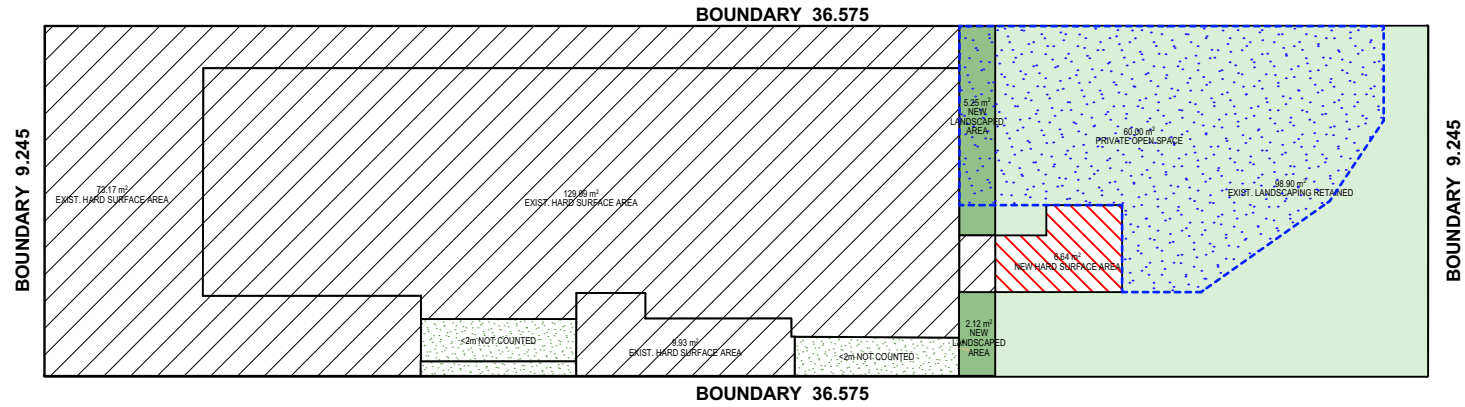 BOUNDARY 36.575
BOUNDARY 9.245
73.17 m²
EXIST. HARD SURFACE AREA
129.99 m²
EXIST. HARD SURFACE AREA
5.25 m²
NEW
LANDSCAPED
AREA
60.00 m²
PRIVATE OPEN SPACE
98.90 m²
EXIST. LANDSCAPING RETAINED
BOUNDARY 9.245
6.64 m²
NEW HARD SURFACE AREA
<2m NOT COUNTED
9.93 m²
EXIST. HARD SURFACE AREA
<2m NOT COUNTED
2.12 m²
NEW
LANDSCAPED
AREA
BOUNDARY 36.575